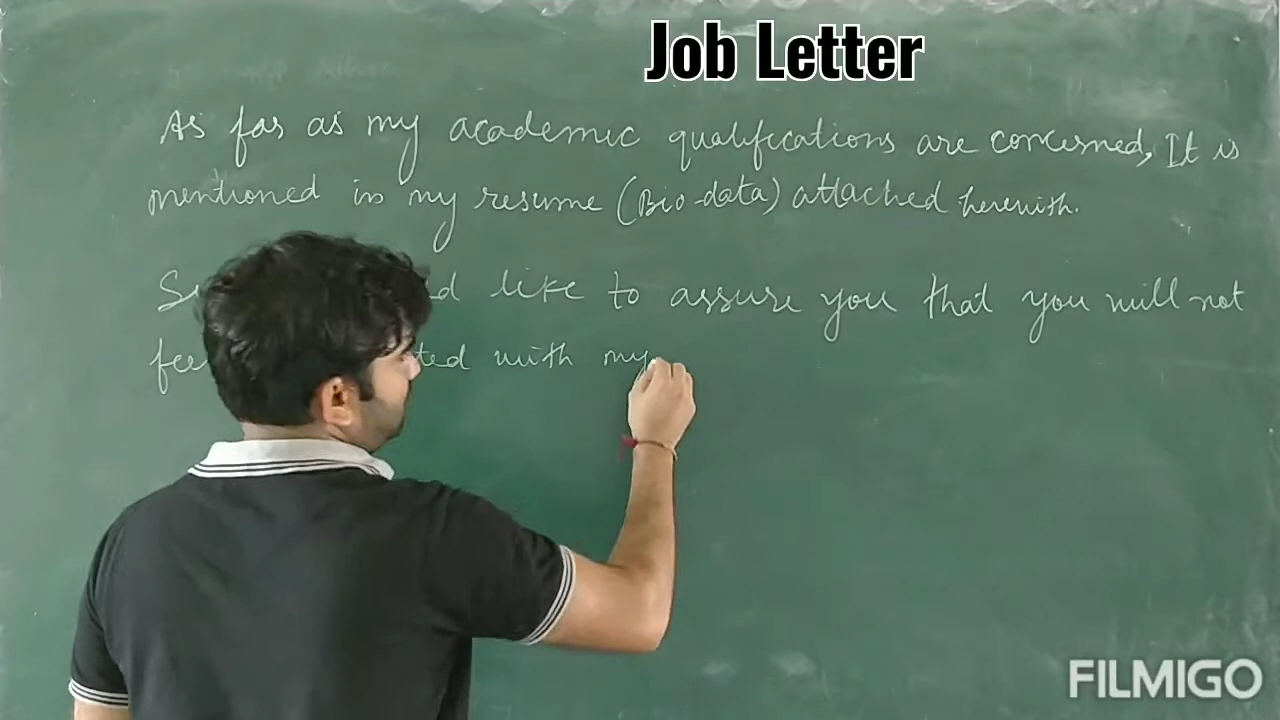 Job Letter
As far as my academic qualifications are concerned, It is
mentioned in my resume (Bio-data) attached herewith.
like to assure you that you will not
with my
FILMIGO